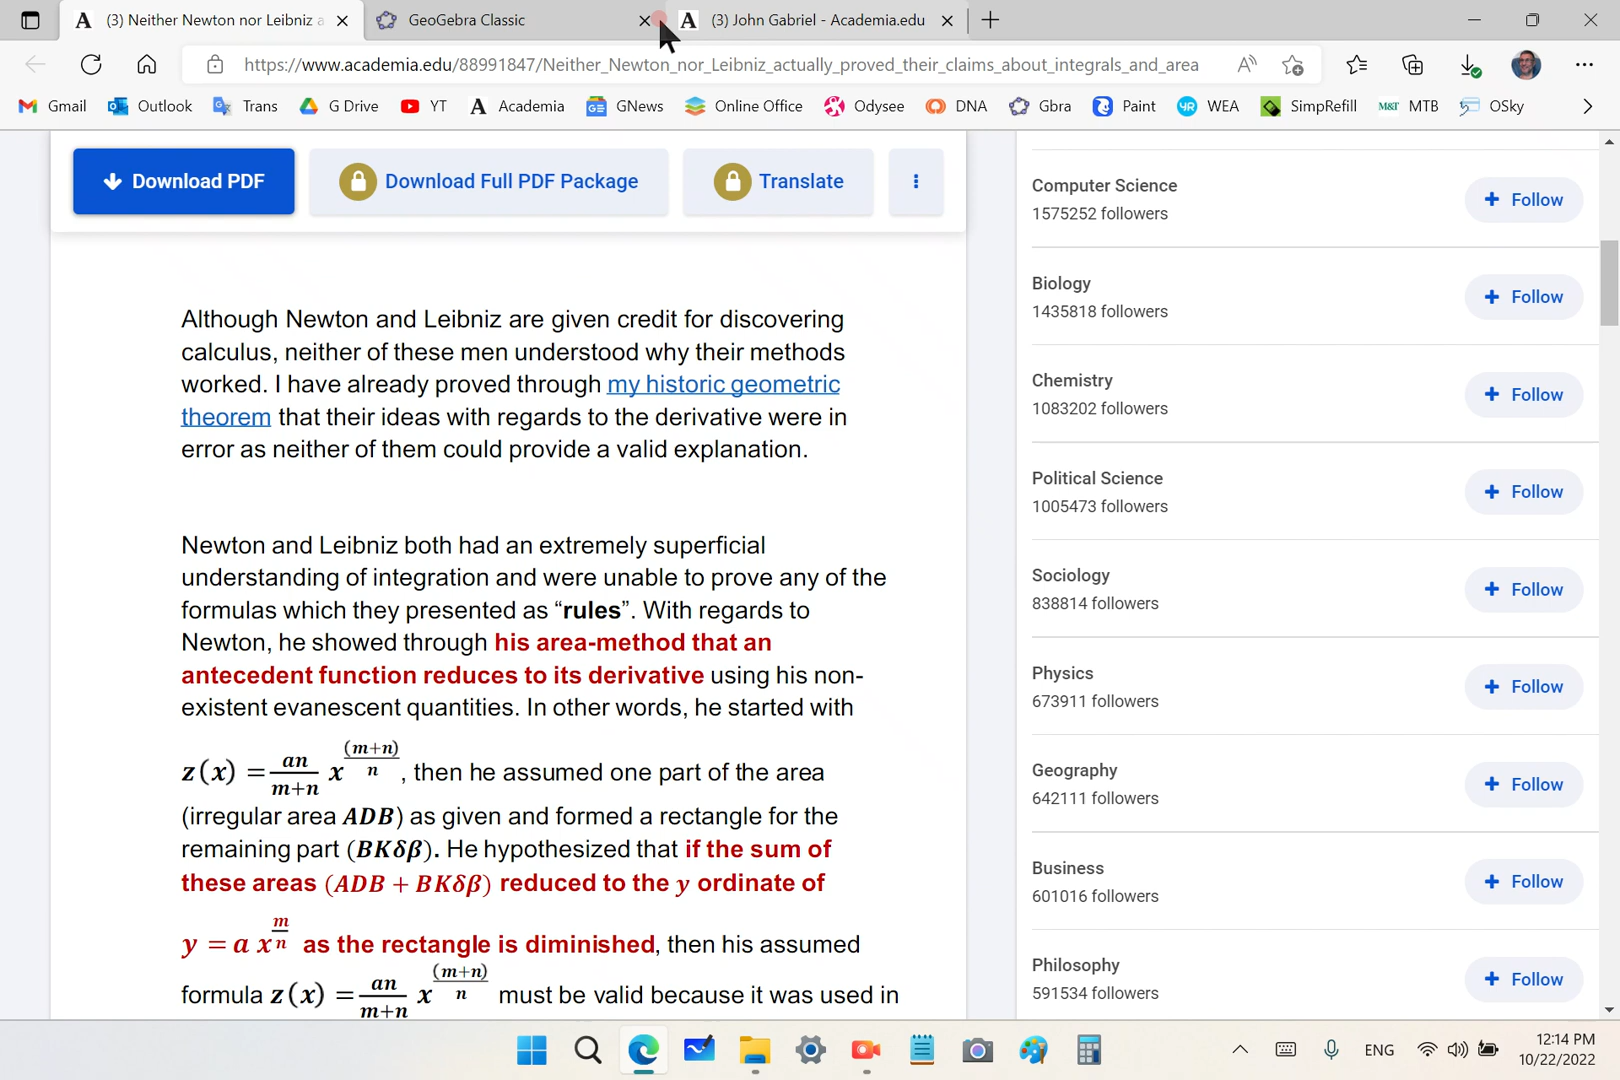 (3) Neither Newton nor Leibniz a
GeoGebra Classic
(3) John Gabriel - Academia.edu
https://www.academia.edu/88991847/Neither_Newton_nor_Leibniz_actually_proved_their_claims_about_integrals_and_area
Gmail
Outlook
Trans
G Drive
YT
Academia
GNews
Online Office
Odysee
DNA
Gbra
Paint
WEA
SimpRefill
M&T MTB
OSky
Download PDF
Download Full PDF Package
Translate
Although Newton and Leibniz are given credit for discovering
calculus, neither of these men understood why their methods
worked. I have already proved through my historic geometric
theorem that their ideas with regards to the derivative were in
error as neither of them could provide a valid explanation.
Newton and Leibniz both had an extremely superficial
understanding of integration and were unable to prove any of the
formulas which they presented as “rules”. With regards to
Newton, he showed through his area-method that an
antecedent function reduces to its derivative using his non-
existent evanescent quantities. In other words, he started with
z(x) = an/(m+n) x^((m+n)/n), then he assumed one part of the area
(irregular area ADB) as given and formed a rectangle for the
remaining part (BKδβ). He hypothesized that if the sum of
these areas (ADB + BKδβ) reduced to the y ordinate of
y = a x^(m/n) as the rectangle is diminished, then his assumed
formula z(x) = an/(m+n) x^((m+n)/n) must be valid because it was used in
Computer Science
1575252 followers
Follow
Biology
1435818 followers
Follow
Chemistry
1083202 followers
Follow
Political Science
1005473 followers
Follow
Sociology
838814 followers
Follow
Physics
673911 followers
Follow
Geography
642111 followers
Follow
Business
601016 followers
Follow
Philosophy
591534 followers
Follow
ENG
12:14 PM
10/22/2022